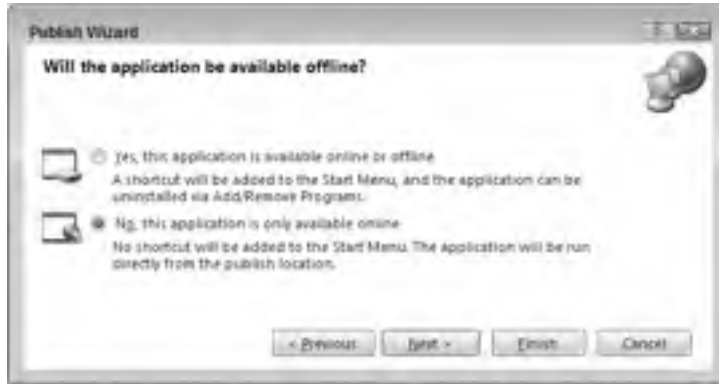 Publish Wizard
Will the application be available offline?
Yes, this application is available online or offline
A shortcut will be added to the Start Menu, and the application can be
uninstalled via Add/Remove Programs.
No, this application is only available online
No shortcut will be added to the Start Menu. The application will be run
directly from the publish location.
< Previous
Next >
Finish
Cancel